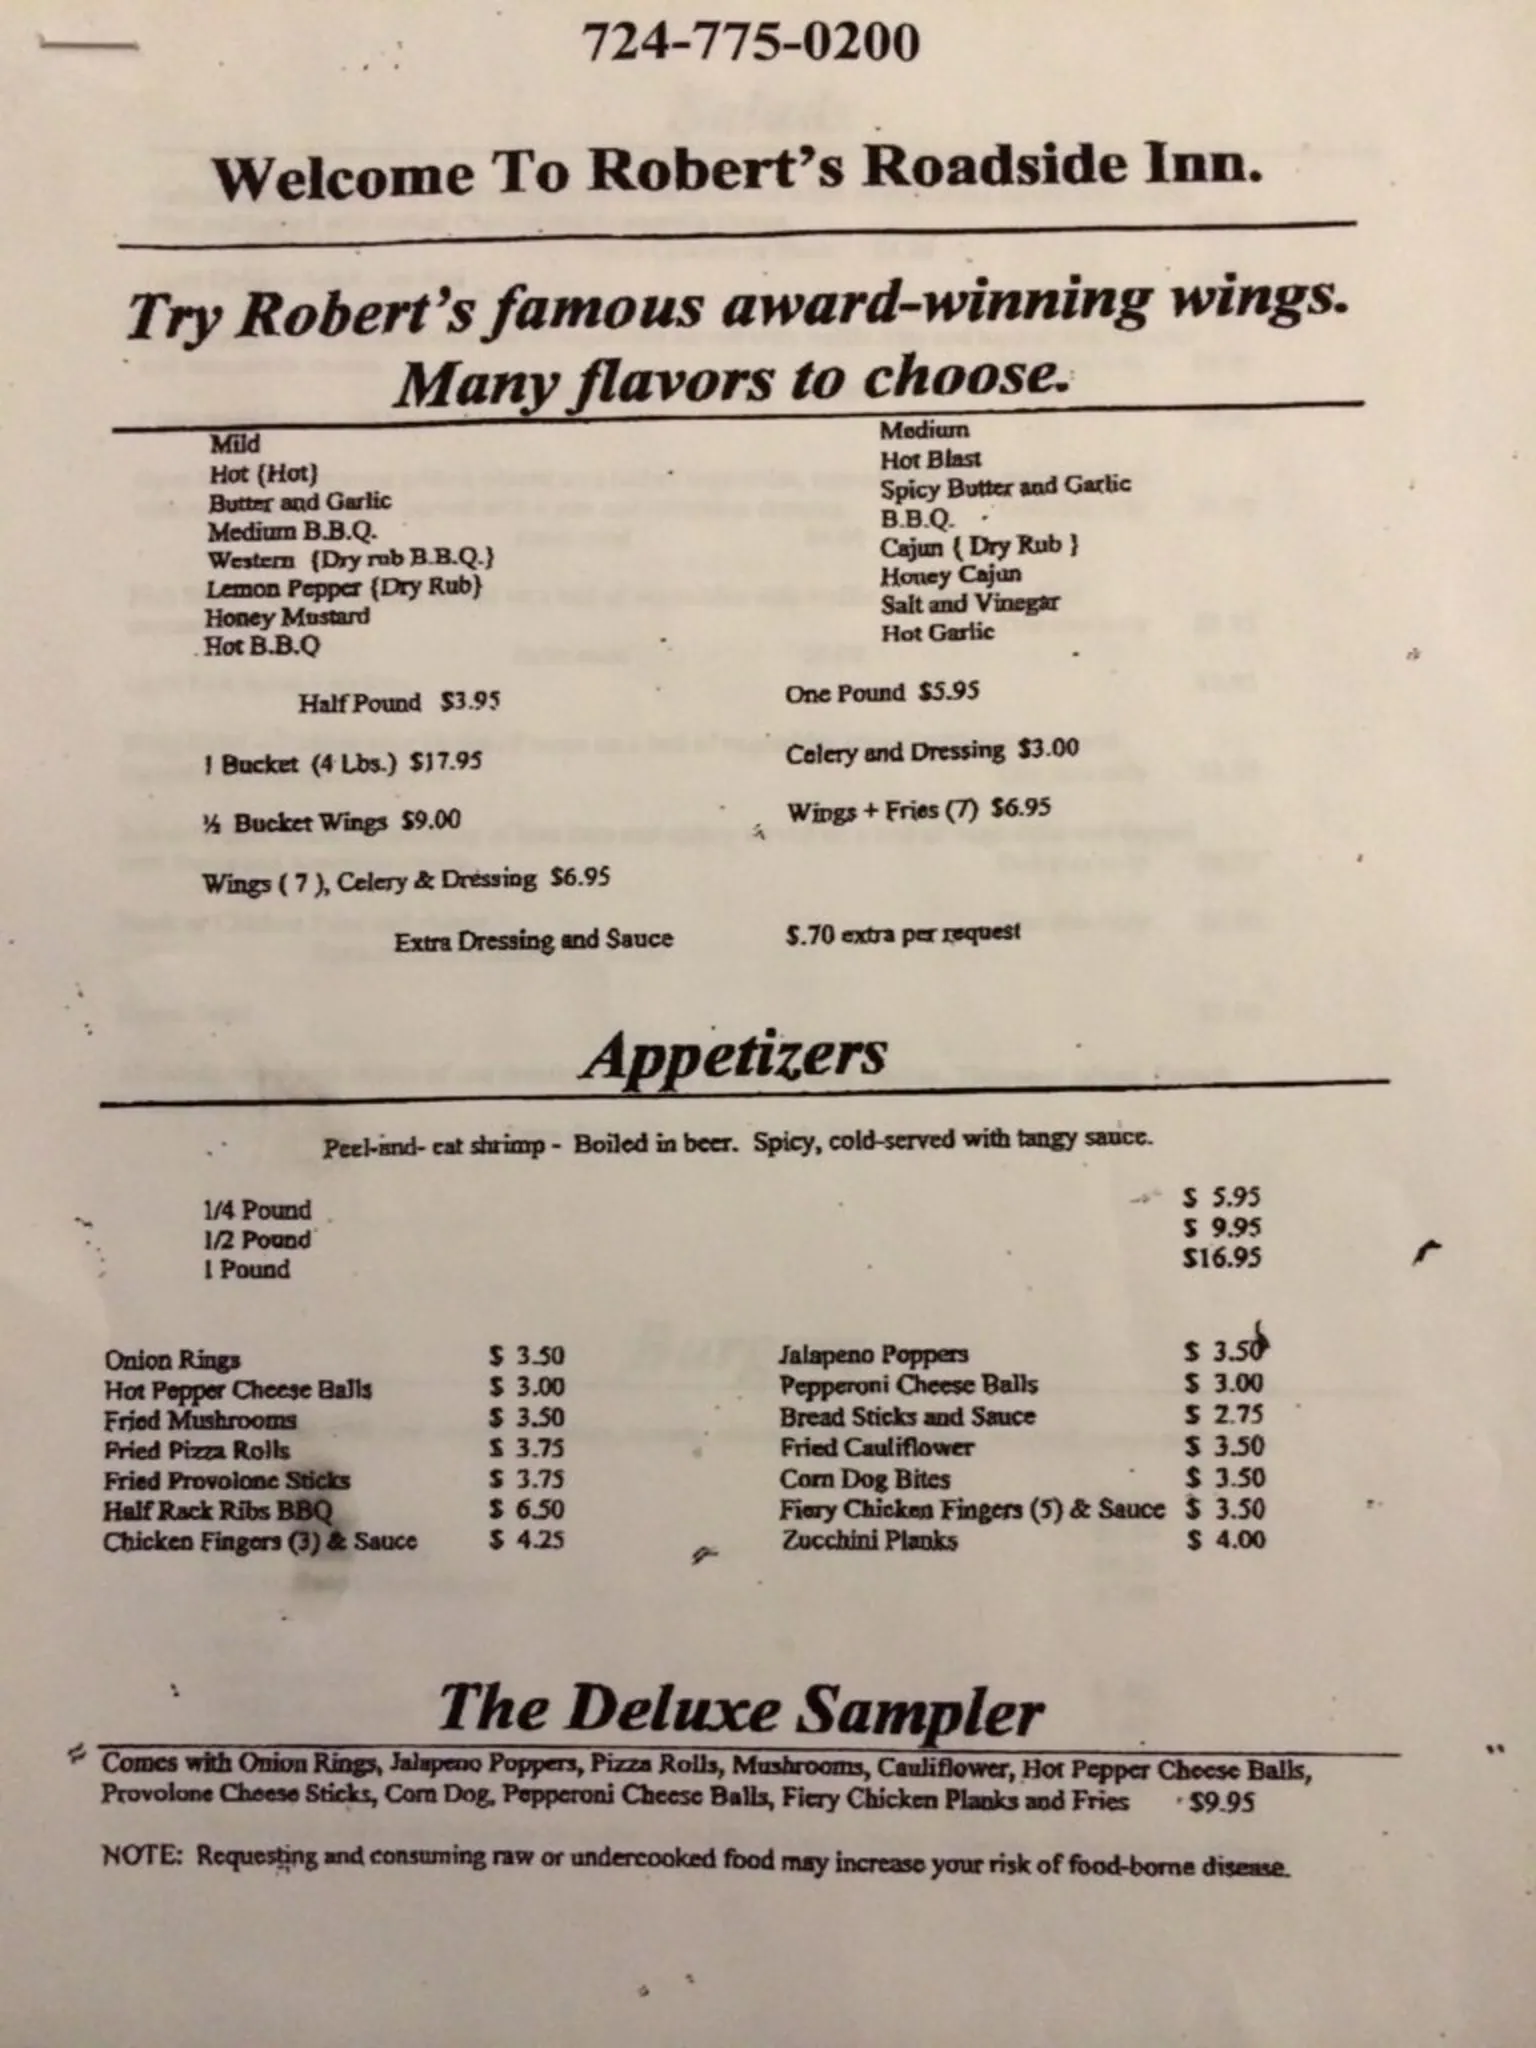 724-775-0200
Welcome To Robert's Roadside Inn.
Try Robert's famous award-winning wings.
Many flavors to choose.
Mild
Hot {Hot}
Butter and Garlic
Medium B.B.Q.
Western {Dry rub B.B.Q.}
Lemon Pepper {Dry Rub}
Honey Mustard
Hot B.B.Q
Medium
Hot Blast
Spicy Butter and Garlic
B.B.Q.
Cajun { Dry Rub }
Honey Cajun
Salt and Vinegar
Hot Garlic
Half Pound $3.95
One Pound $5.95
1 Bucket (4 Lbs.) $17.95
Celery and Dressing $3.00
½ Bucket Wings $9.00
Wings + Fries (7) $6.95
Wings ( 7 ), Celery & Dressing $6.95
Extra Dressing and Sauce $.70 extra per request
Appetizers
Peel-and- eat shrimp - Boiled in beer. Spicy, cold-served with tangy sauce.
1/4 Pound $ 5.95
1/2 Pound $ 9.95
1 Pound $16.95
Onion Rings $ 3.50
Hot Pepper Cheese Balls $ 3.00
Fried Mushrooms $ 3.50
Fried Pizza Rolls $ 3.75
Fried Provolone Sticks $ 3.75
Half Rack Ribs BBQ $ 6.50
Chicken Fingers (3) & Sauce $ 4.25
Jalapeno Poppers $ 3.50
Pepperoni Cheese Balls $ 3.00
Bread Sticks and Sauce $ 2.75
Fried Cauliflower $ 3.50
Corn Dog Bites $ 3.50
Fiery Chicken Fingers (5) & Sauce $ 3.50
Zucchini Planks $ 4.00
The Deluxe Sampler
Comes with Onion Rings, Jalapeno Poppers, Pizza Rolls, Mushrooms, Cauliflower, Hot Pepper Cheese Balls,
Provolone Cheese Sticks, Corn Dog, Pepperoni Cheese Balls, Fiery Chicken Planks and Fries $9.95
NOTE: Requesting and consuming raw or undercooked food may increase your risk of food-borne disease.